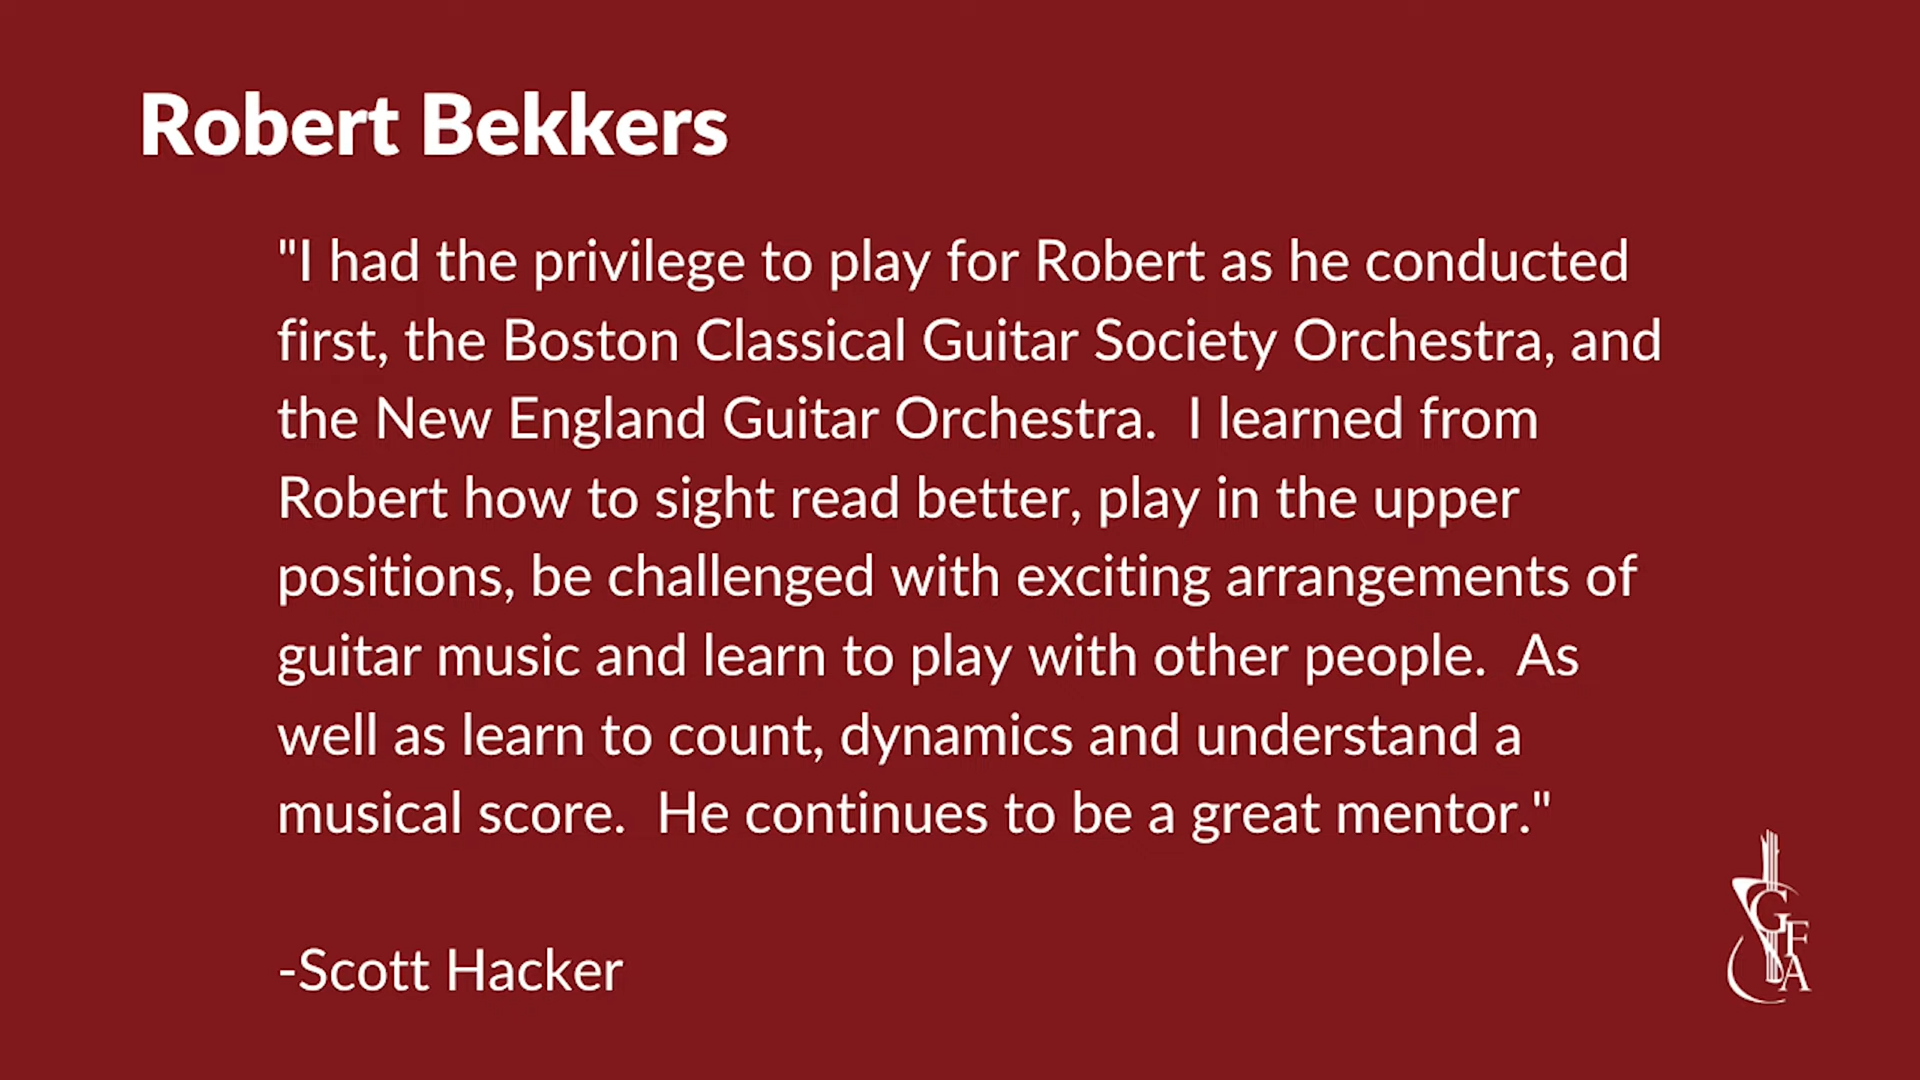 Robert Bekkers
"I had the privilege to play for Robert as he conducted
first, the Boston Classical Guitar Society Orchestra, and
the New England Guitar Orchestra.  I learned from
Robert how to sight read better, play in the upper
positions, be challenged with exciting arrangements of
guitar music and learn to play with other people.  As
well as learn to count, dynamics and understand a
musical score.  He continues to be a great mentor."
-Scott Hacker
GFA